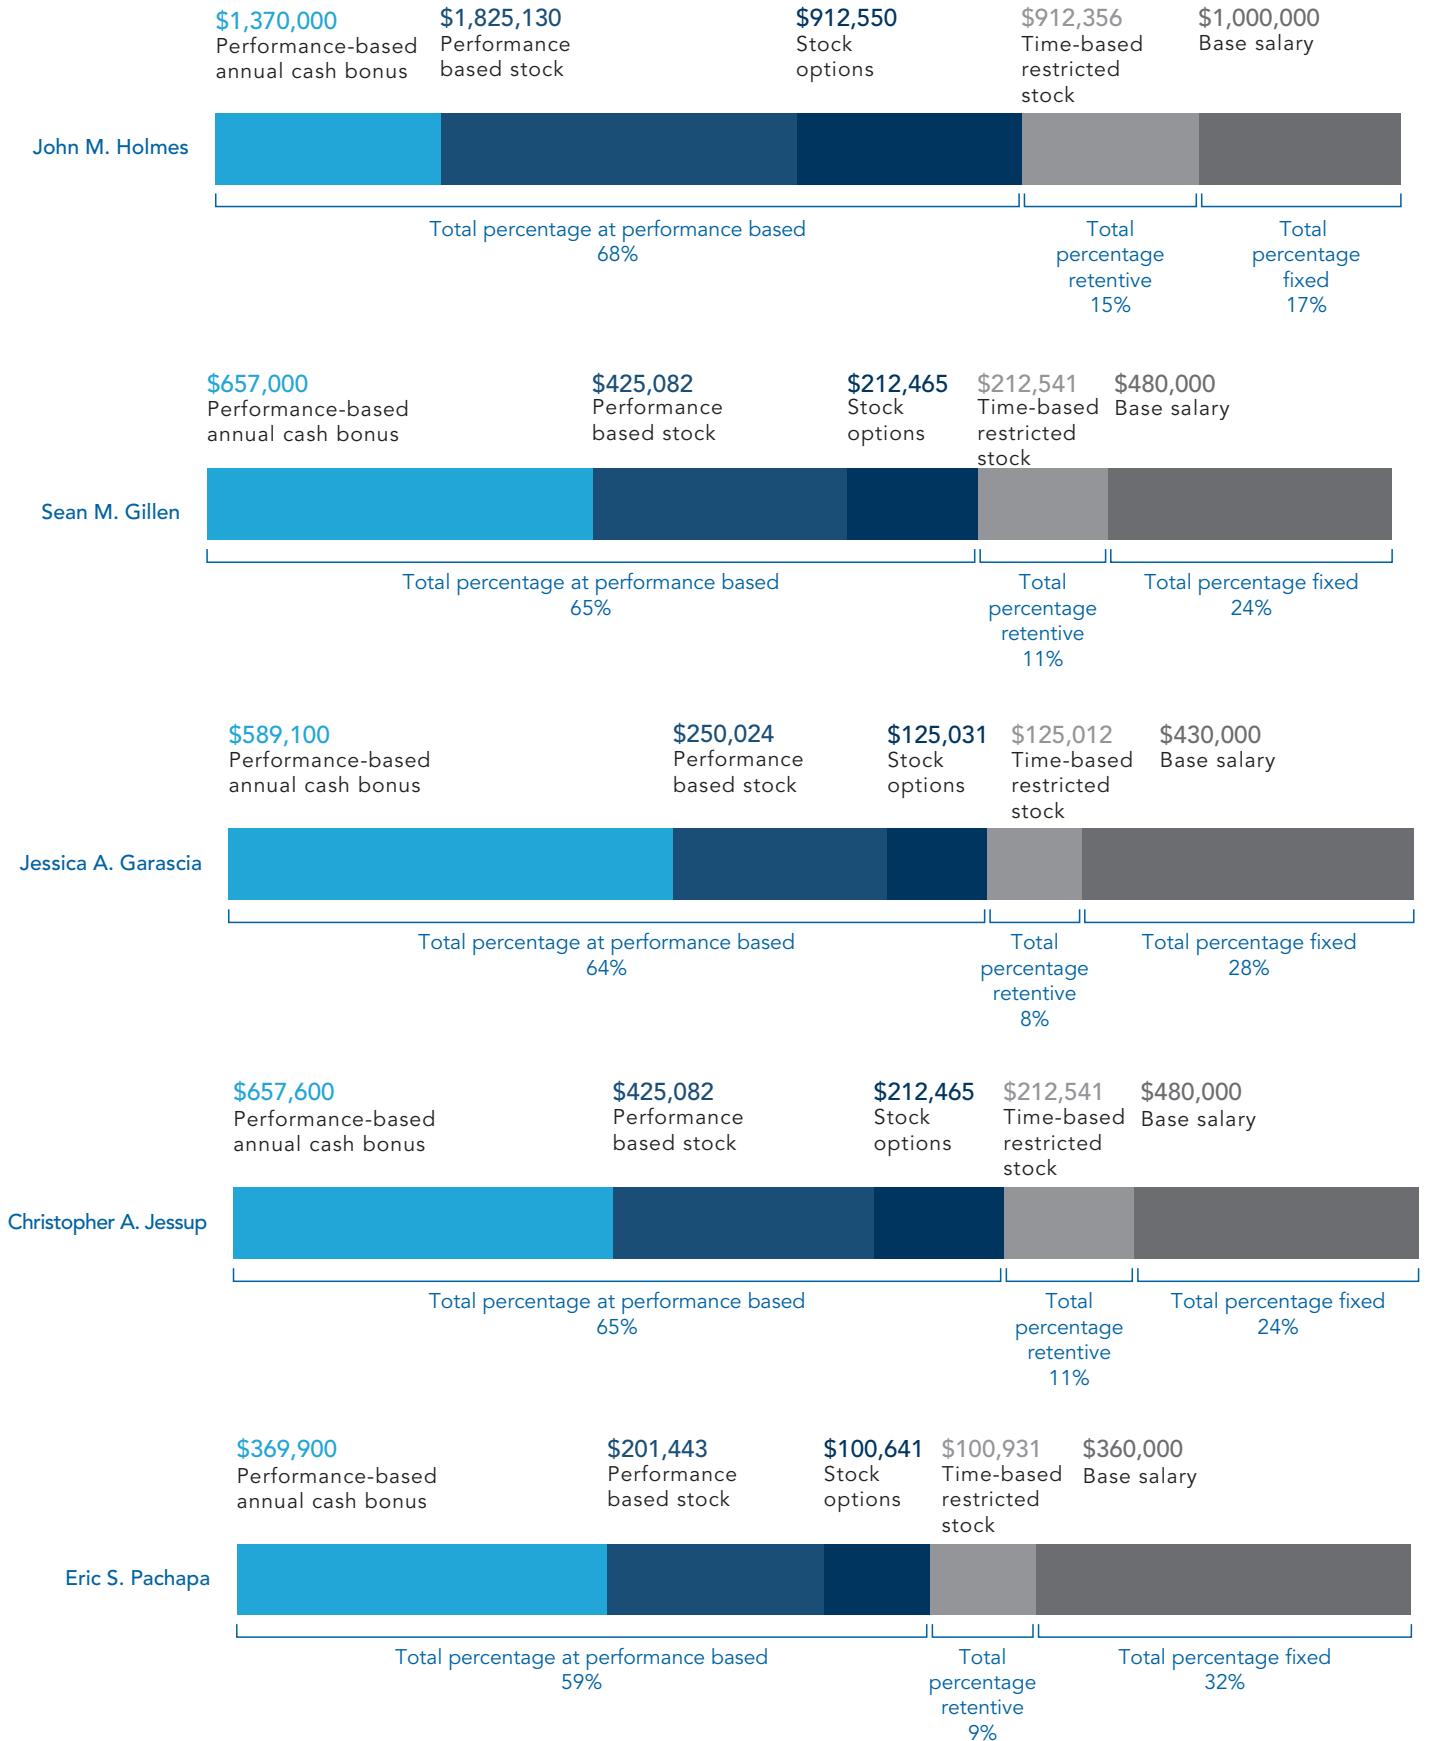 $1,370,000
Performance-based
annual cash bonus
$1,825,130
Performance
based stock
$912,550
Stock
options
$912,356
Time-based
restricted
stock
$1,000,000
Base salary
John M. Holmes
Total percentage at performance based
68%
Total
percentage
retentive
15%
Total
percentage
fixed
17%
$657,000
Performance-based
annual cash bonus
$425,082
Performance
based stock
$212,465
Stock
options
$212,541
Time-based
restricted
stock
$480,000
Base salary
Sean M. Gillen
Total percentage at performance based
65%
Total
percentage
retentive
11%
Total percentage fixed
24%
$589,100
Performance-based
annual cash bonus
$250,024
Performance
based stock
$125,031
Stock
options
$125,012
Time-based
restricted
stock
$430,000
Base salary
Jessica A. Garascia
Total percentage at performance based
64%
Total
percentage
retentive
8%
Total percentage fixed
28%
$657,600
Performance-based
annual cash bonus
$425,082
Performance
based stock
$212,465
Stock
options
$212,541
Time-based
restricted
stock
$480,000
Base salary
Christopher A. Jessup
Total percentage at performance based
65%
Total
percentage
retentive
11%
Total percentage fixed
24%
$369,900
Performance-based
annual cash bonus
$201,443
Performance
based stock
$100,641
Stock
options
$100,931
Time-based
restricted
stock
$360,000
Base salary
Eric S. Pachapa
Total percentage at performance based
59%
Total
percentage
retentive
9%
Total percentage fixed
32%